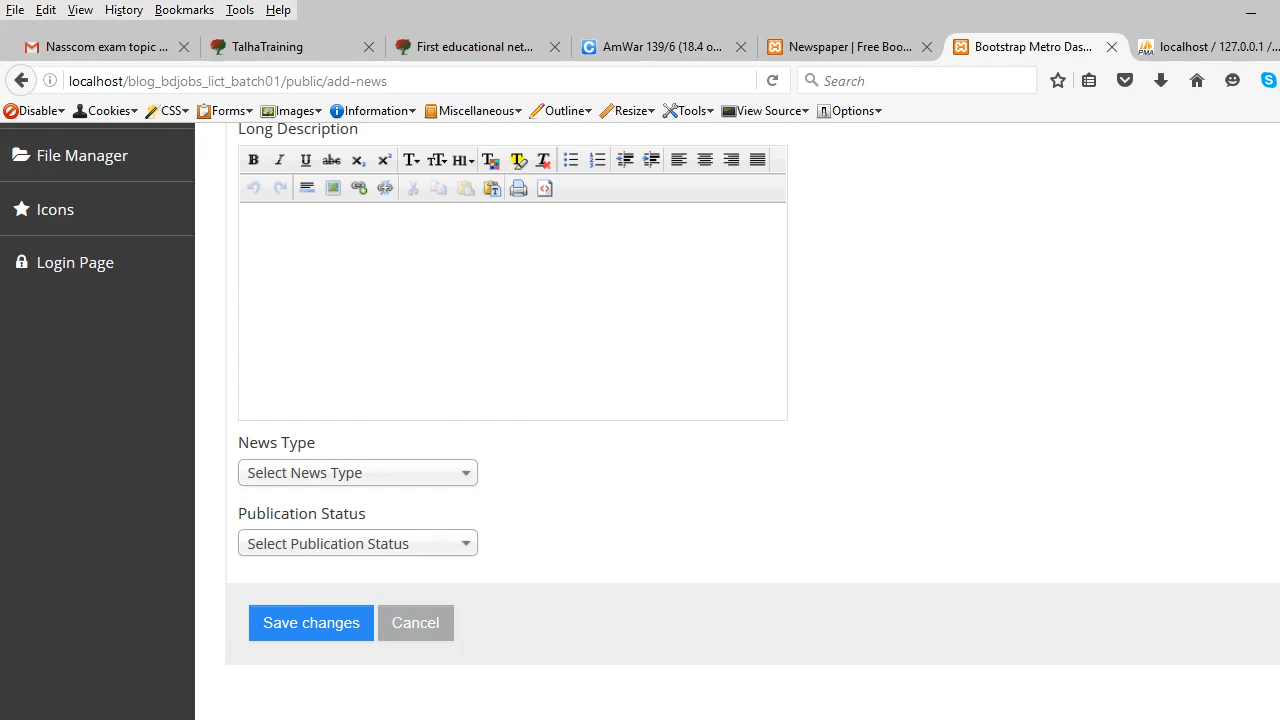 File Edit View History Bookmarks Tools Help
Nasscom exam topic ... TalhaTraining First educational net... AmWar 139/6 (18.4 o... Newspaper | Free Boo... Bootstrap Metro Das... localhost / 127.0.0.1 /...
localhost/blog_bdjobs_lict_batch01/public/add-news Search
Disable Cookies CSS Forms Images Information Miscellaneous Outline Resize Tools View Source Options
Long Description
File Manager
Icons
Login Page
News Type
Select News Type
Publication Status
Select Publication Status
Save changes Cancel